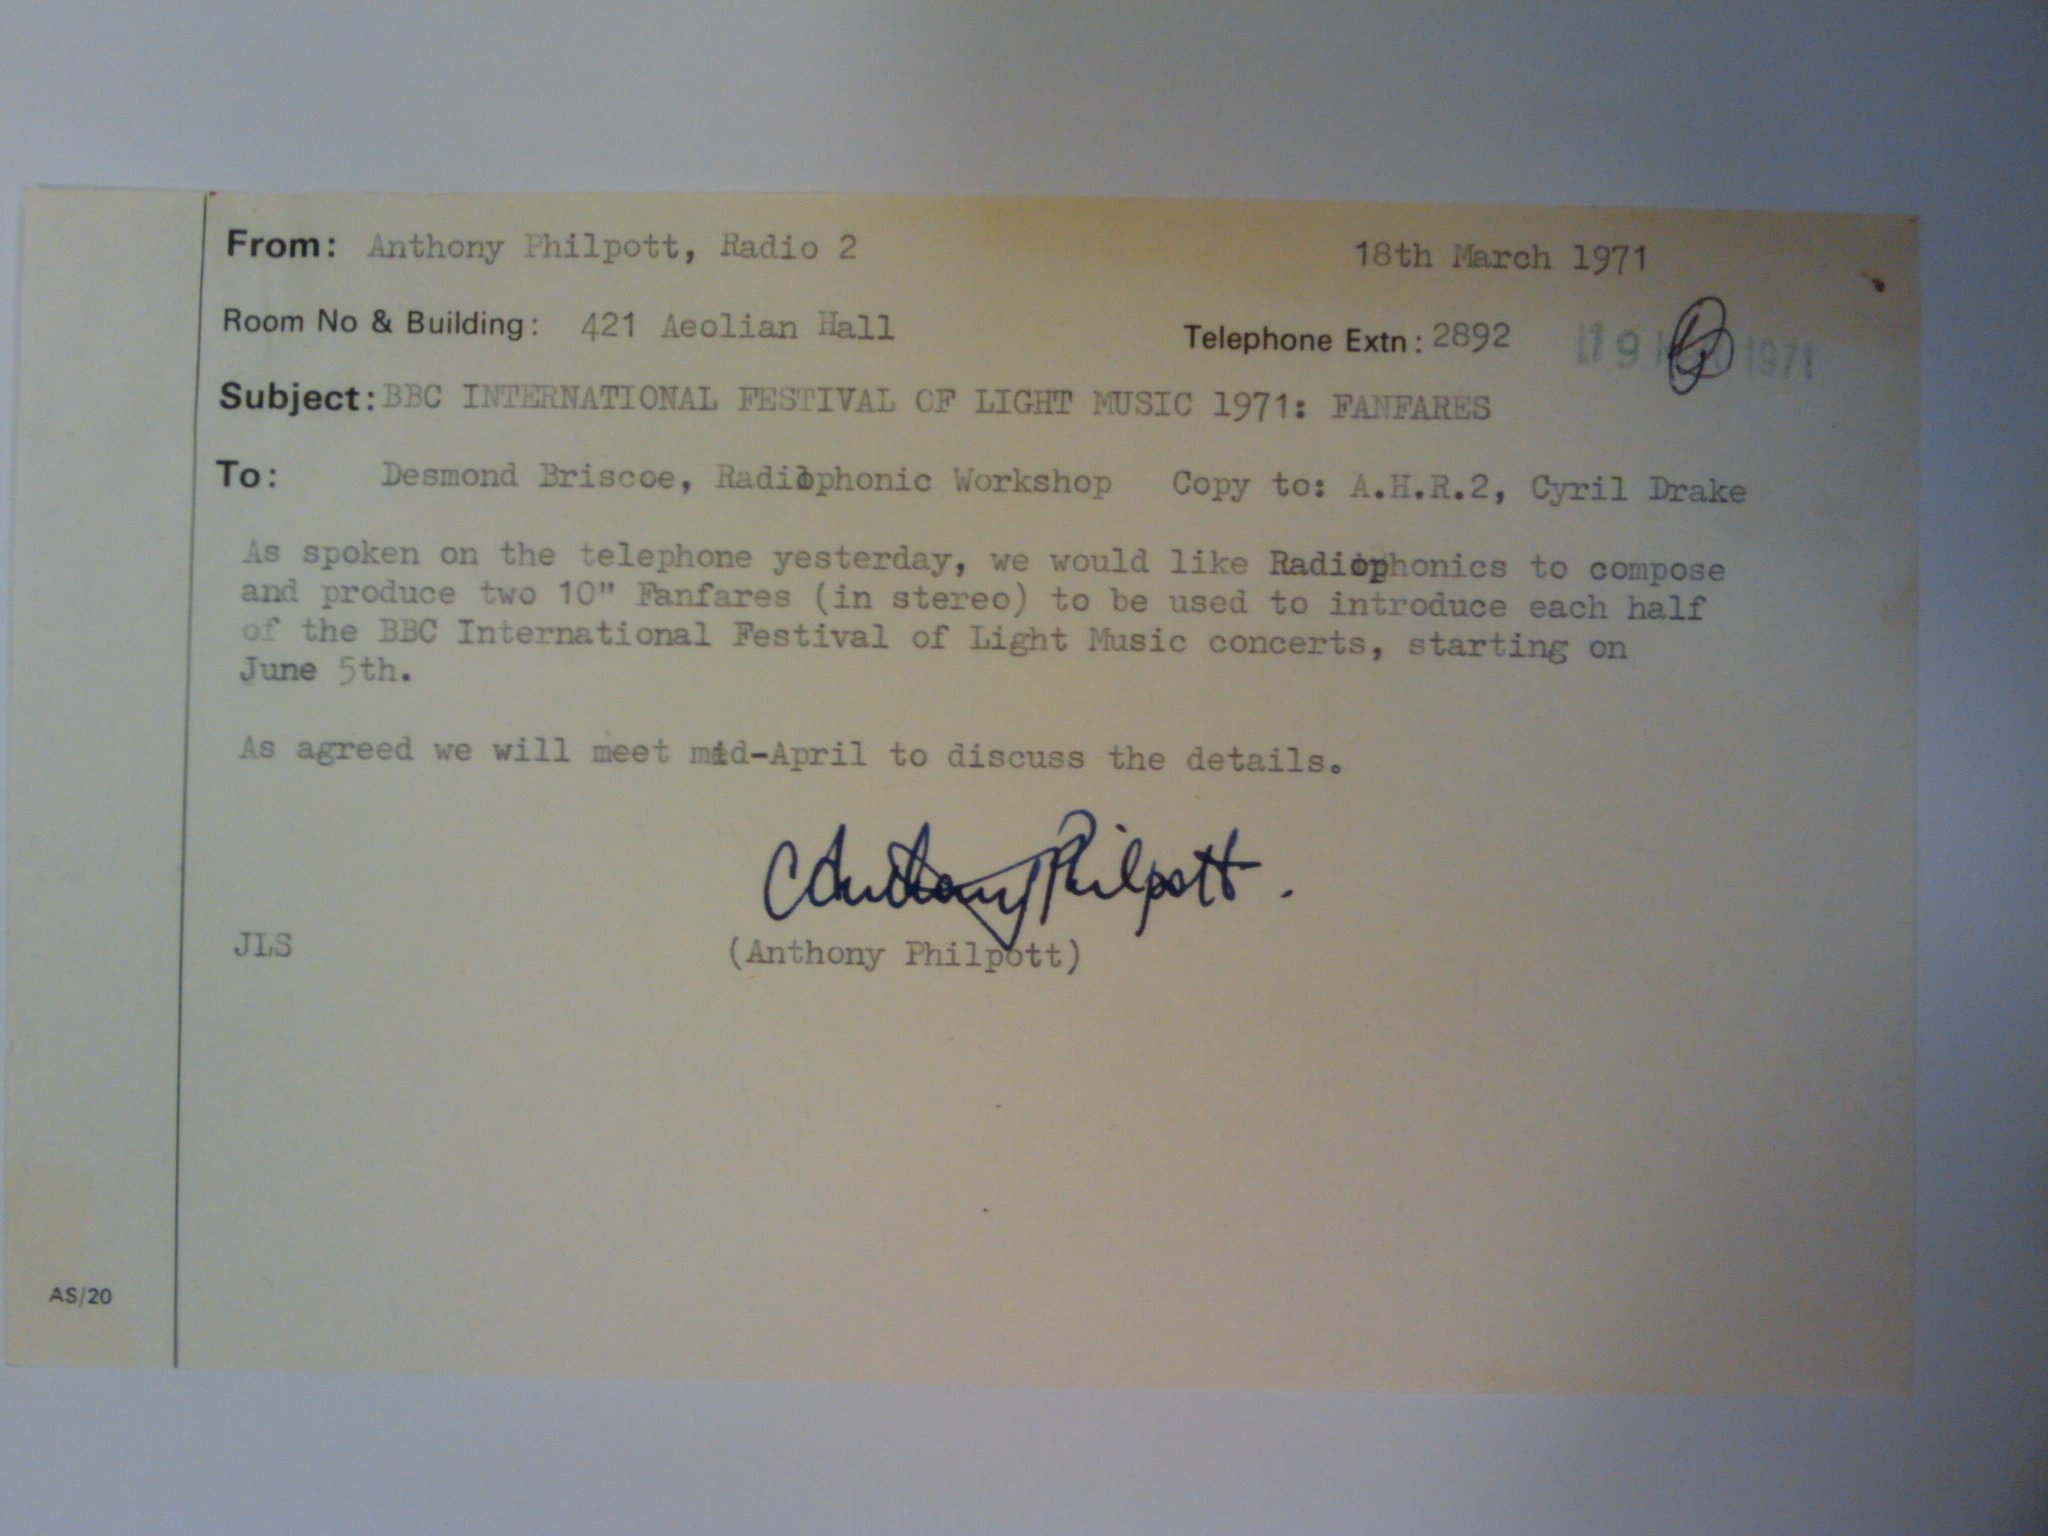 From: Anthony Philpott, Radio 2 18th March 1971
Room No & Building: 421 Aeolian Hall Telephone Extn: 2892 19 1971
Subject: BBC INTERNATIONAL FESTIVAL OF LIGHT MUSIC 1971: FANFARES
To: Desmond Briscoe, Radiophonic Workshop Copy to: A.H.R.2, Cyril Drake
As spoken on the telephone yesterday, we would like Radiophonics to compose
and produce two 10" Fanfares (in stereo) to be used to introduce each half
of the BBC International Festival of Light Music concerts, starting on
June 5th.
As agreed we will meet mid-April to discuss the details.
Anthony Philpott.
JLS (Anthony Philpott)
AS/20